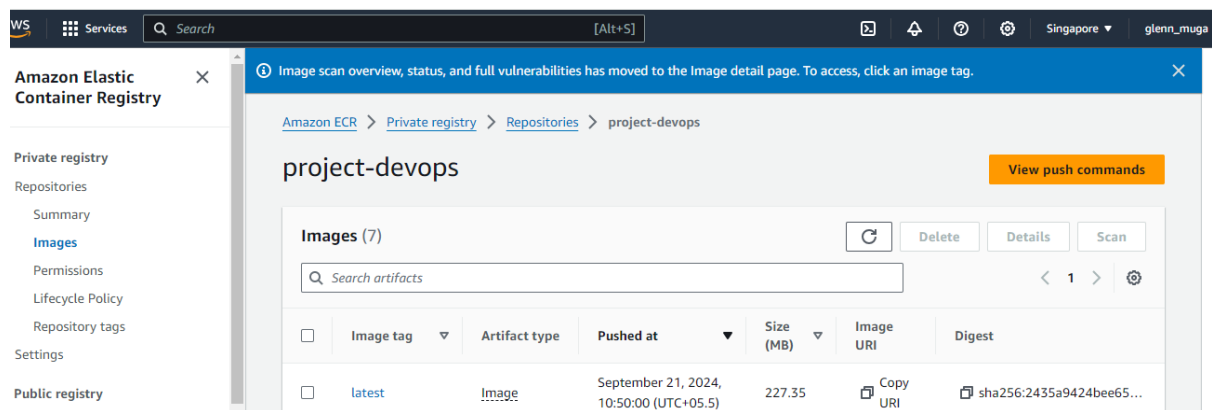 WS
Services
Search
[Alt+S]
Singapore
glenn_muga
Amazon Elastic
Container Registry
Private registry
Repositories
Summary
Images
Permissions
Lifecycle Policy
Repository tags
Settings
Public registry
Image scan overview, status, and full vulnerabilities has moved to the Image detail page. To access, click an image tag.
Amazon ECR > Private registry > Repositories > project-devops
project-devops
View push commands
Images (7)
Delete
Details
Scan
Search artifacts
1
Image tag
Artifact type
Pushed at
Size
(MB)
Image
URI
Digest
latest
Image
September 21, 2024,
10:50:00 (UTC+05.5)
227.35
Copy
URI
sha256:2435a9424bee65...